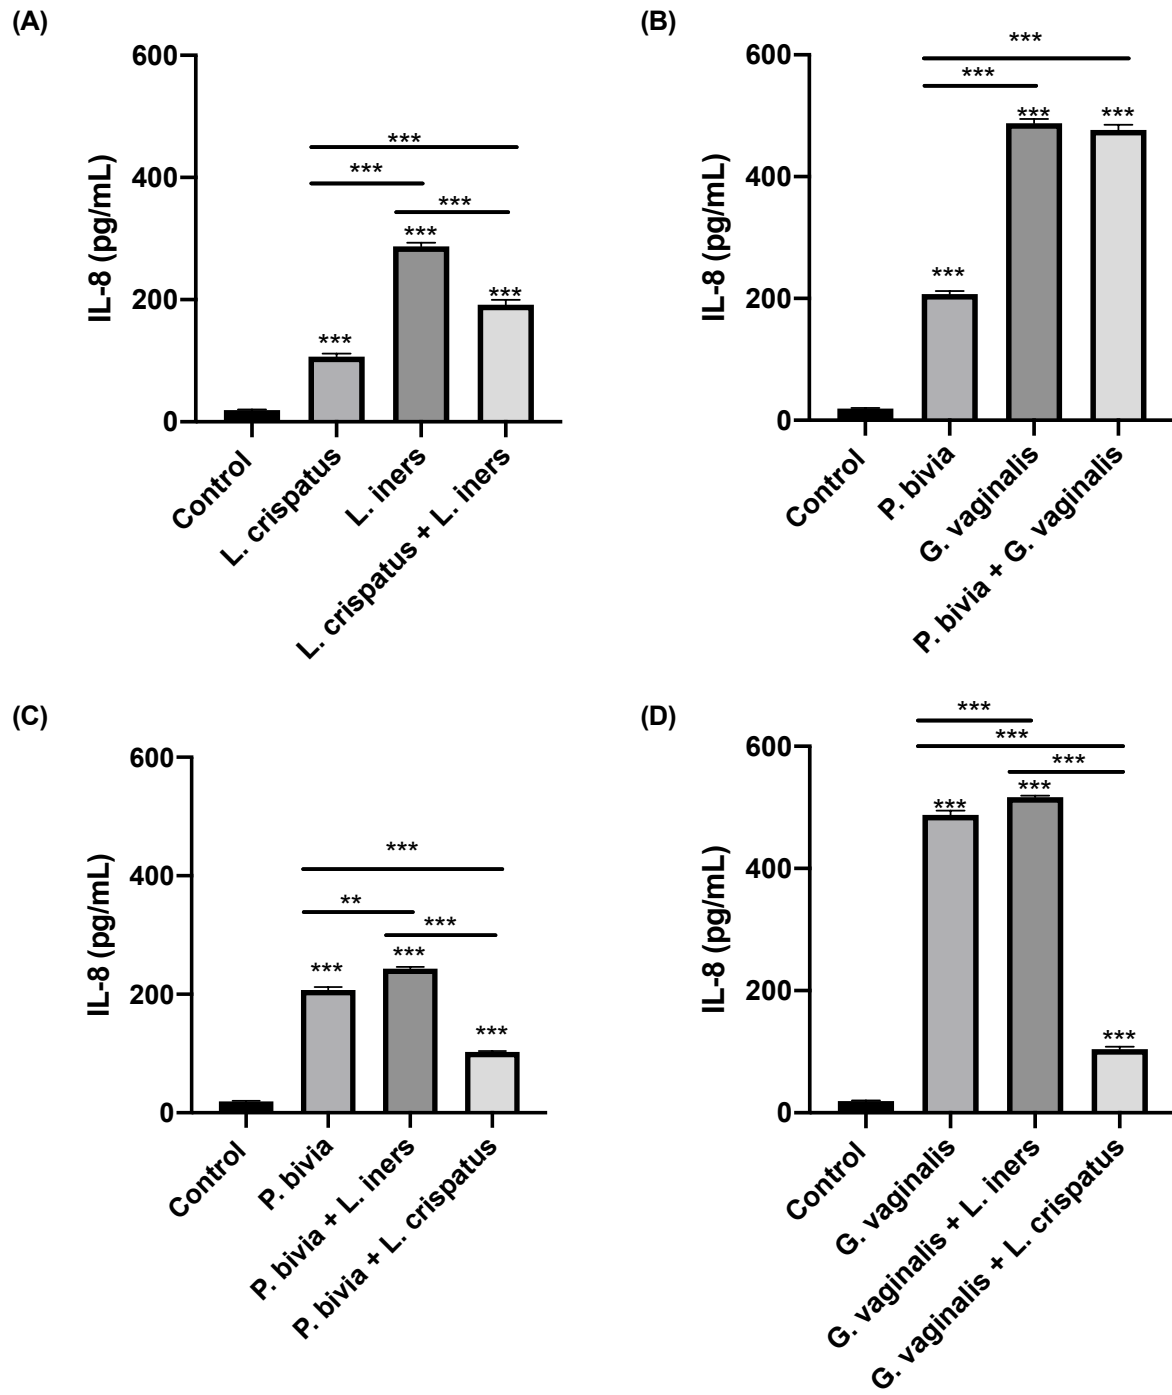 (A)
600
400
200
0
IL-8 (pg/mL)
***
***
***
***
***
***
Control
L. crispatus
L. iners
L. crispatus + L. iners
(B)
600
400
200
0
IL-8 (pg/mL)
***
***
***
***
***
Control
P. bivia
G. vaginalis
P. bivia + G. vaginalis
(C)
600
400
200
0
IL-8 (pg/mL)
***
**
***
***
***
***
Control
P. bivia
P. bivia + L. iners
P. bivia + L. crispatus
(D)
600
400
200
0
IL-8 (pg/mL)
***
***
***
***
***
***
Control
G. vaginalis
G. vaginalis + L. iners
G. vaginalis + L. crispatus